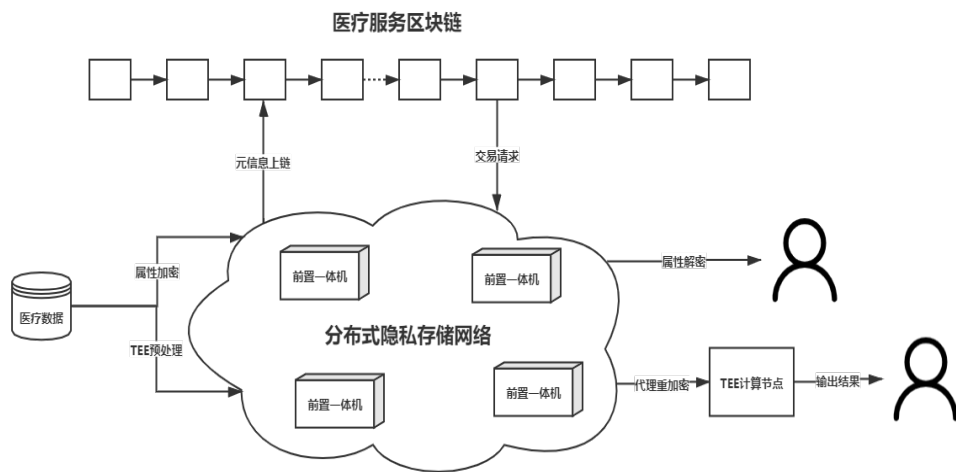 医疗服务区块链
元信息上链
交易请求
属性加密
前置一体机
前置一体机
属性解密
医疗数据
分布式隐私存储网络
TEE预处理
前置一体机
前置一体机
代理重加密
TEE计算节点
输出结果